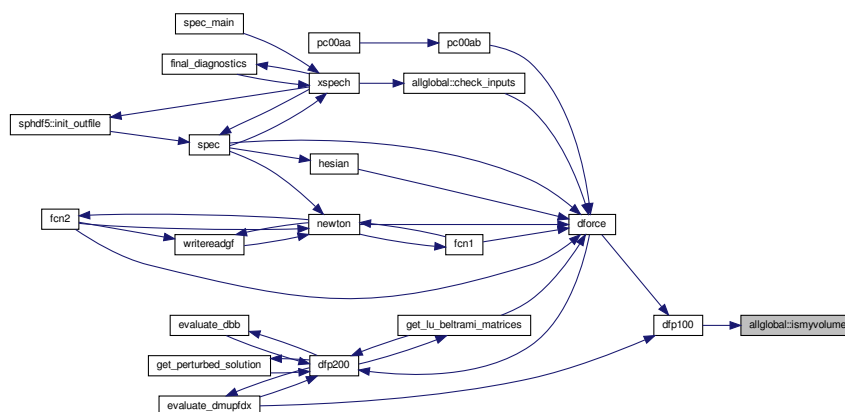 spec_main
pc00aa
pc00ab
final_diagnostics
xspech
allglobal::check_inputs
sphdf5::init_outfile
spec
hesian
fcn2
newton
dforce
writereadgf
fcn1
evaluate_dbb
get_lu_beltrami_matrices
dfp100
allglobal::ismyvolume
get_perturbed_solution
dfp200
evaluate_dmupfdx